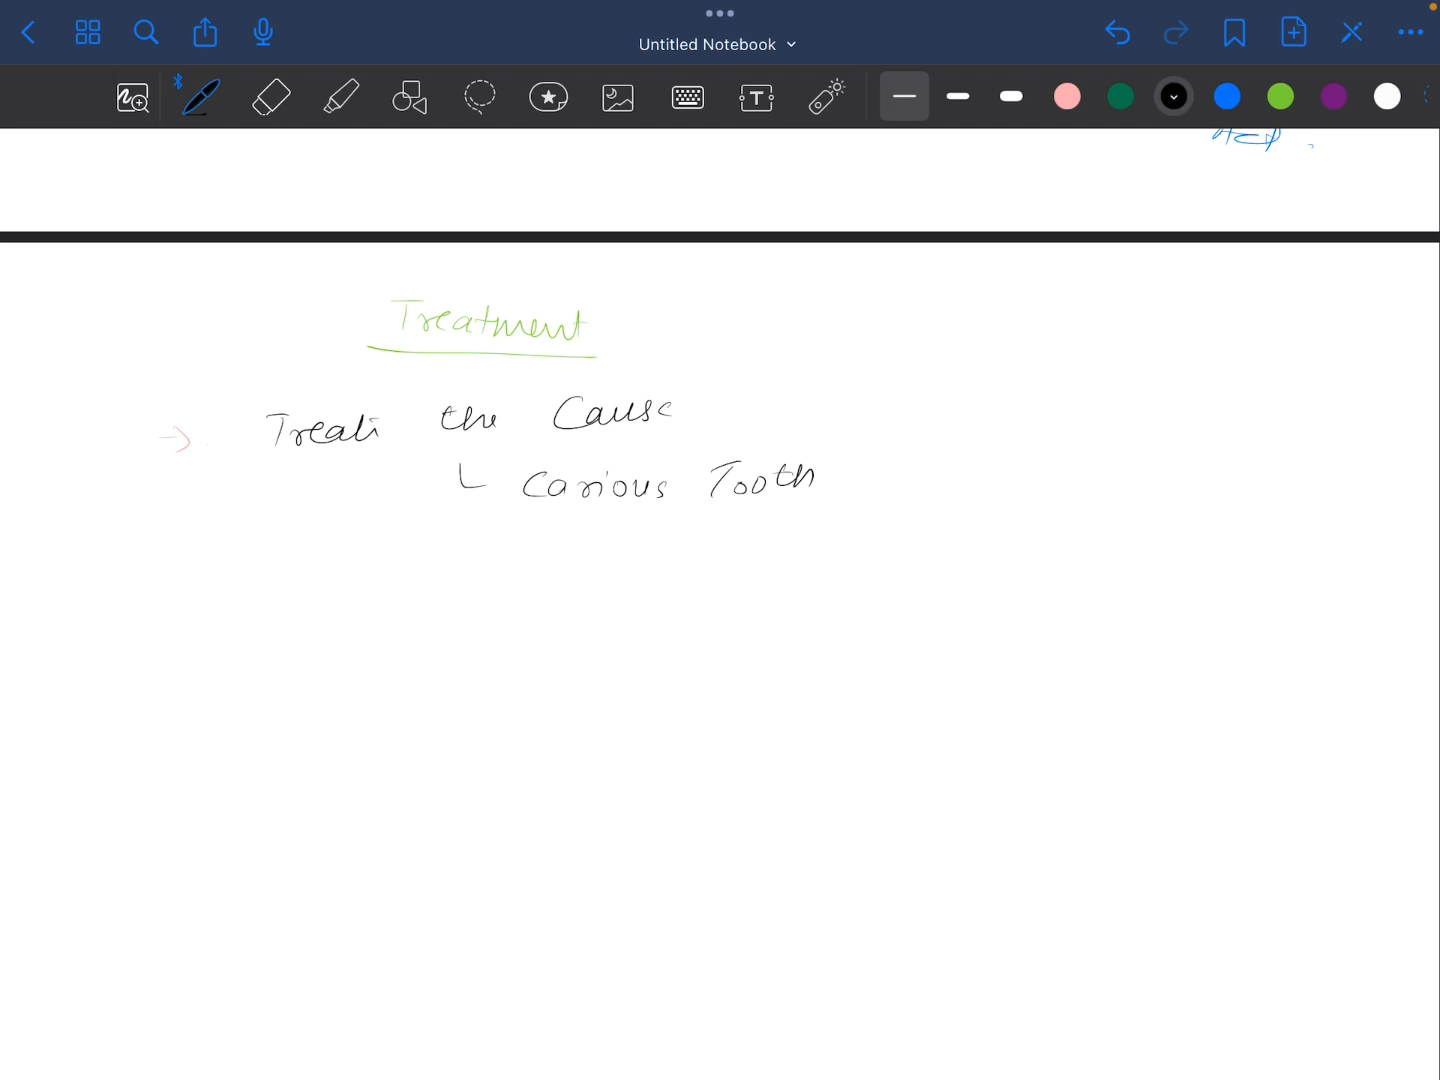 Untitled Notebook
Treatment
→ Treat the Cause
Carious Tooth